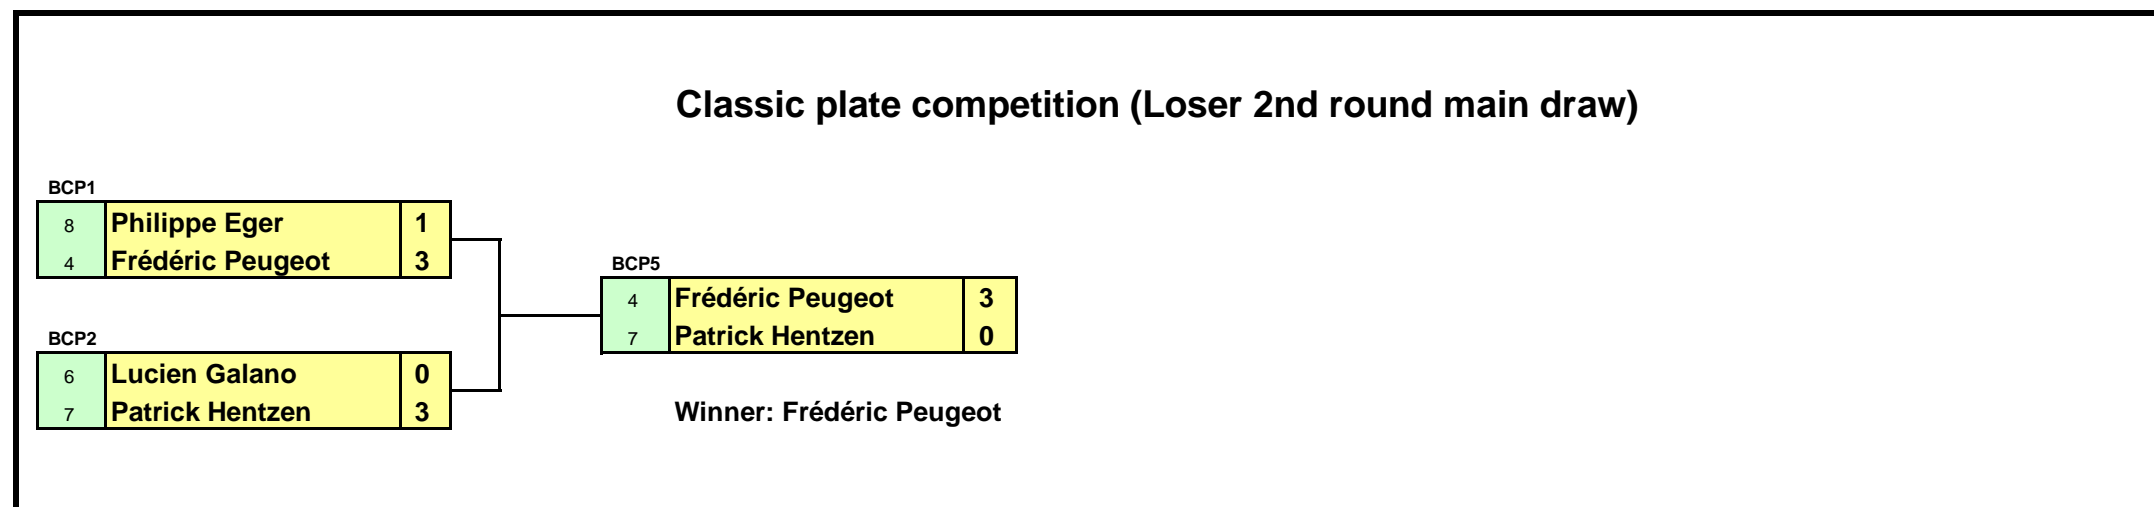 Classic plate competition (Loser 2nd round main draw)
BCP1
8 Philippe Eger 1
4 Frédéric Peugeot 3
BCP5
4 Frédéric Peugeot 3
7 Patrick Hentzen 0
BCP2
6 Lucien Galano 0
7 Patrick Hentzen 3
Winner: Frédéric Peugeot